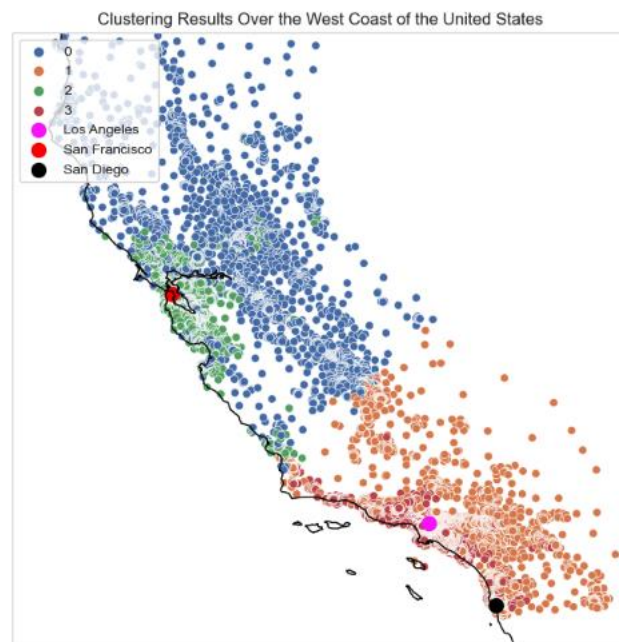 Clustering Results Over the West Coast of the United States
0
1
2
3
Los Angeles
San Francisco
San Diego